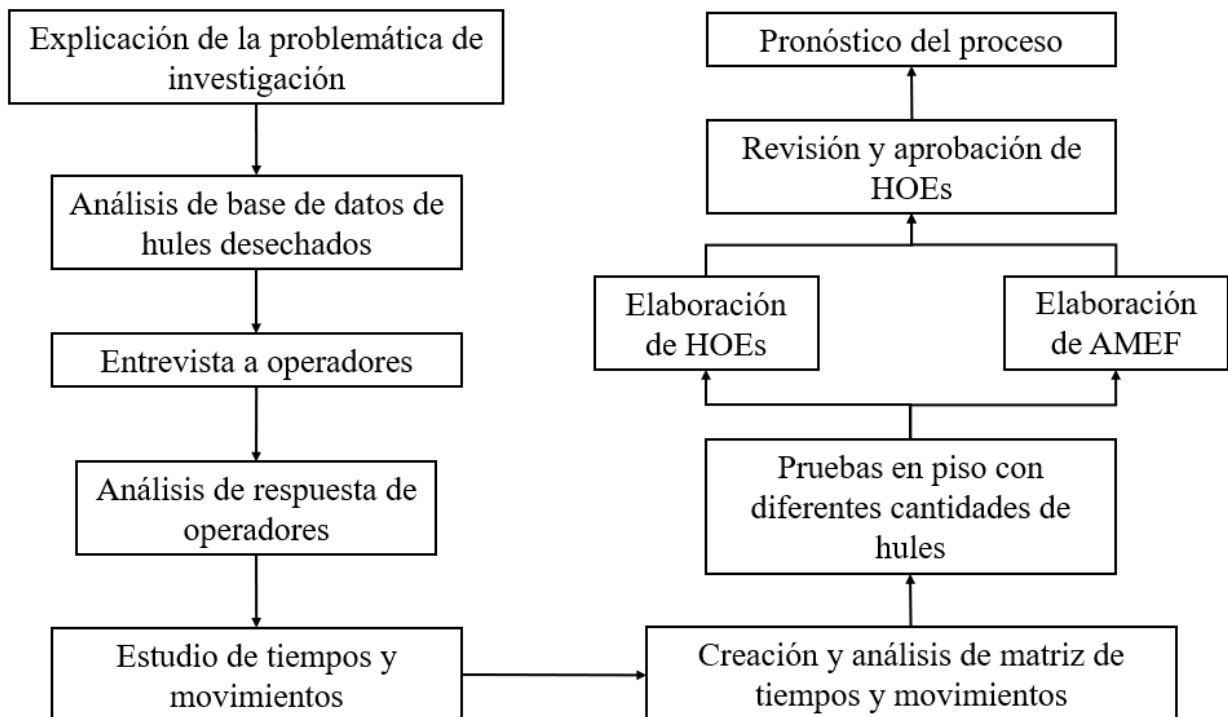 Explicación de la problemática de
investigación
Análisis de base de datos de
hules desechados
Entrevista a operadores
Análisis de respuesta de
operadores
Estudio de tiempos y
movimientos
Creación y análisis de matriz de
tiempos y movimientos
Pruebas en piso con
diferentes cantidades de
hules
Elaboración
de HOEs
Elaboración
de AMEF
Revisión y aprobación de
HOEs
Pronóstico del proceso